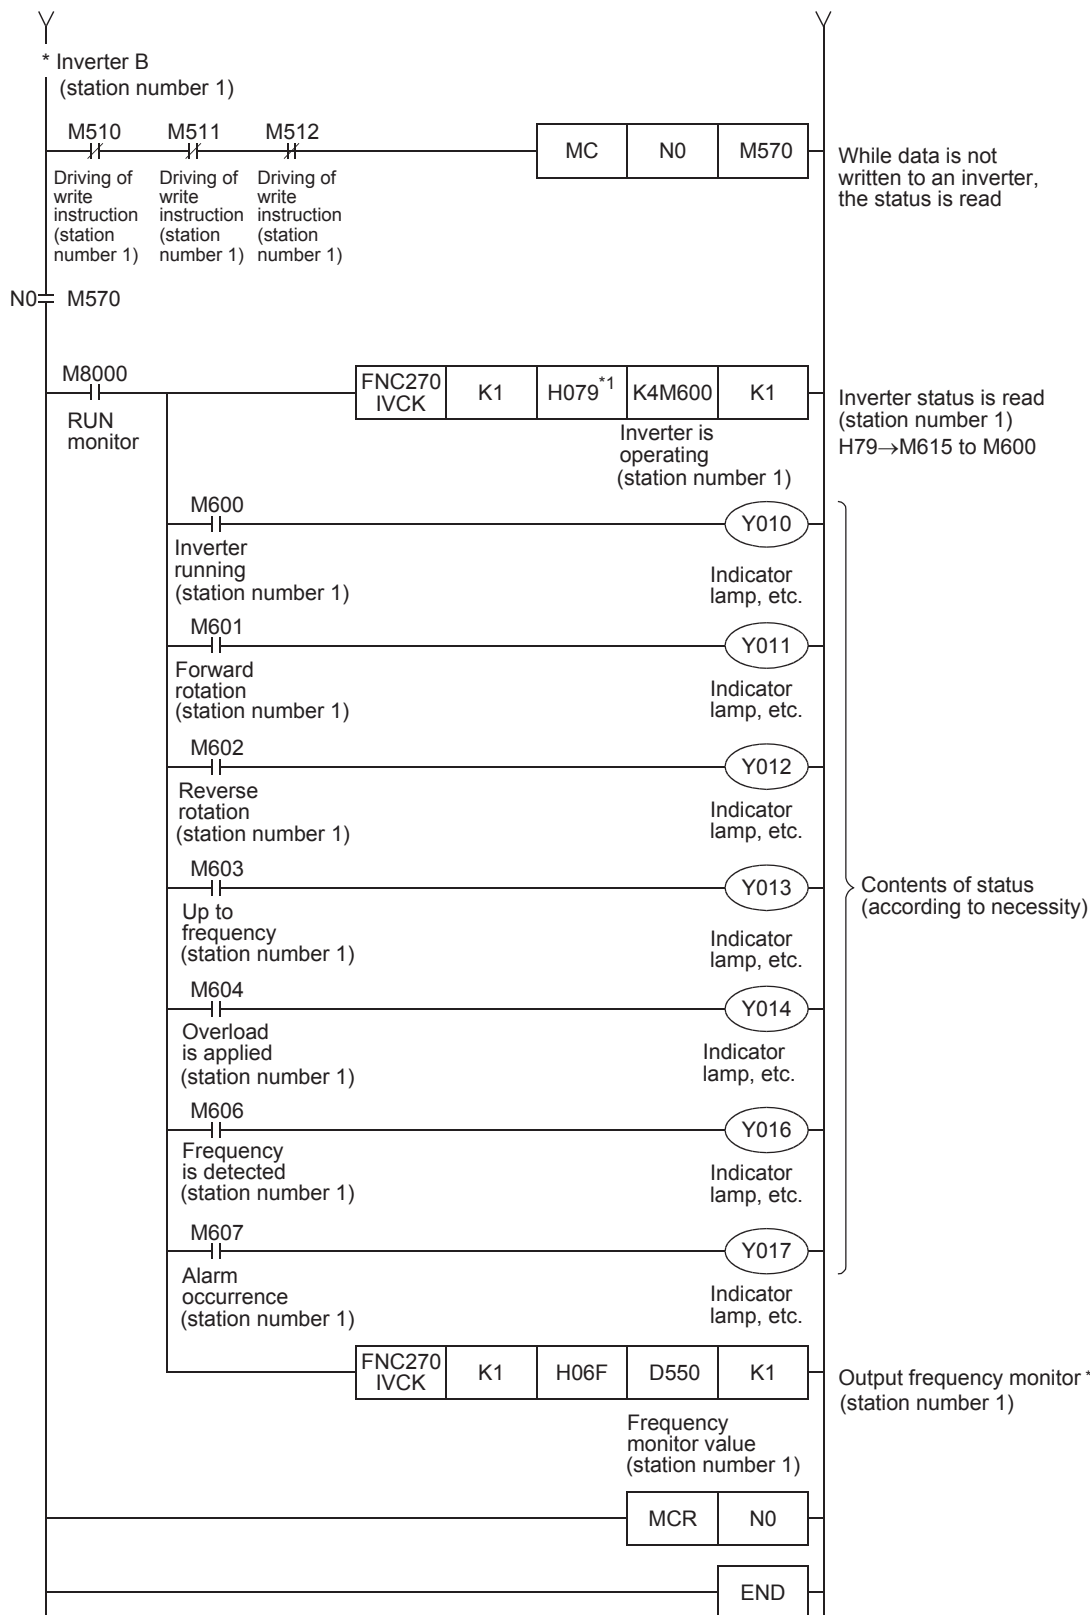 * Inverter B
(station number 1)
M510 M511 M512
MC N0 M570
Driving of
write
instruction
(station
number 1)
Driving of
write
instruction
(station
number 1)
Driving of
write
instruction
(station
number 1)
While data is not
written to an inverter,
the status is read
N0 M570
M8000
RUN
monitor
FNC270
IVCK
K1 H079*1 K4M600 K1
Inverter is
operating
(station number 1)
Inverter status is read
(station number 1)
H79→M615 to M600
M600
Y010
Inverter
running
(station number 1)
Indicator
lamp, etc.
M601
Y011
Forward
rotation
(station number 1)
Indicator
lamp, etc.
M602
Y012
Reverse
rotation
(station number 1)
Indicator
lamp, etc.
M603
Y013
Up to
frequency
(station number 1)
Indicator
lamp, etc.
Contents of status
(according to necessity)
M604
Y014
Overload
is applied
(station number 1)
Indicator
lamp, etc.
M606
Y016
Frequency
is detected
(station number 1)
Indicator
lamp, etc.
M607
Y017
Alarm
occurrence
(station number 1)
Indicator
lamp, etc.
FNC270
IVCK
K1 H06F D550 K1
Frequency
monitor value
(station number 1)
Output frequency monitor *
(station number 1)
MCR N0
END